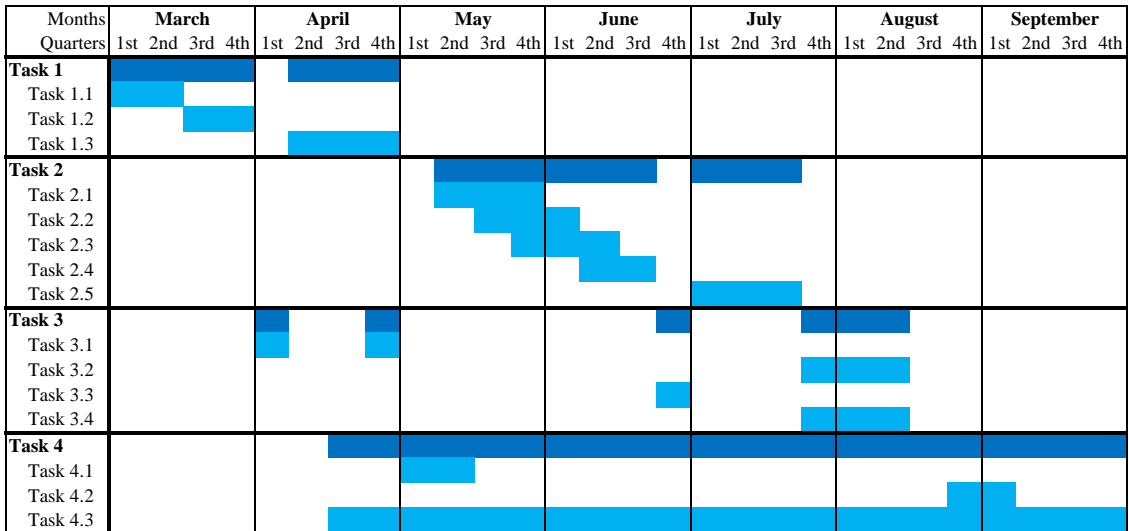 Months March April May June July August September
Quarters 1st 2nd 3rd 4th 1st 2nd 3rd 4th 1st 2nd 3rd 4th 1st 2nd 3rd 4th 1st 2nd 3rd 4th 1st 2nd 3rd 4th 1st 2nd 3rd 4th
Task 1
Task 1.1
Task 1.2
Task 1.3
Task 2
Task 2.1
Task 2.2
Task 2.3
Task 2.4
Task 2.5
Task 3
Task 3.1
Task 3.2
Task 3.3
Task 3.4
Task 4
Task 4.1
Task 4.2
Task 4.3